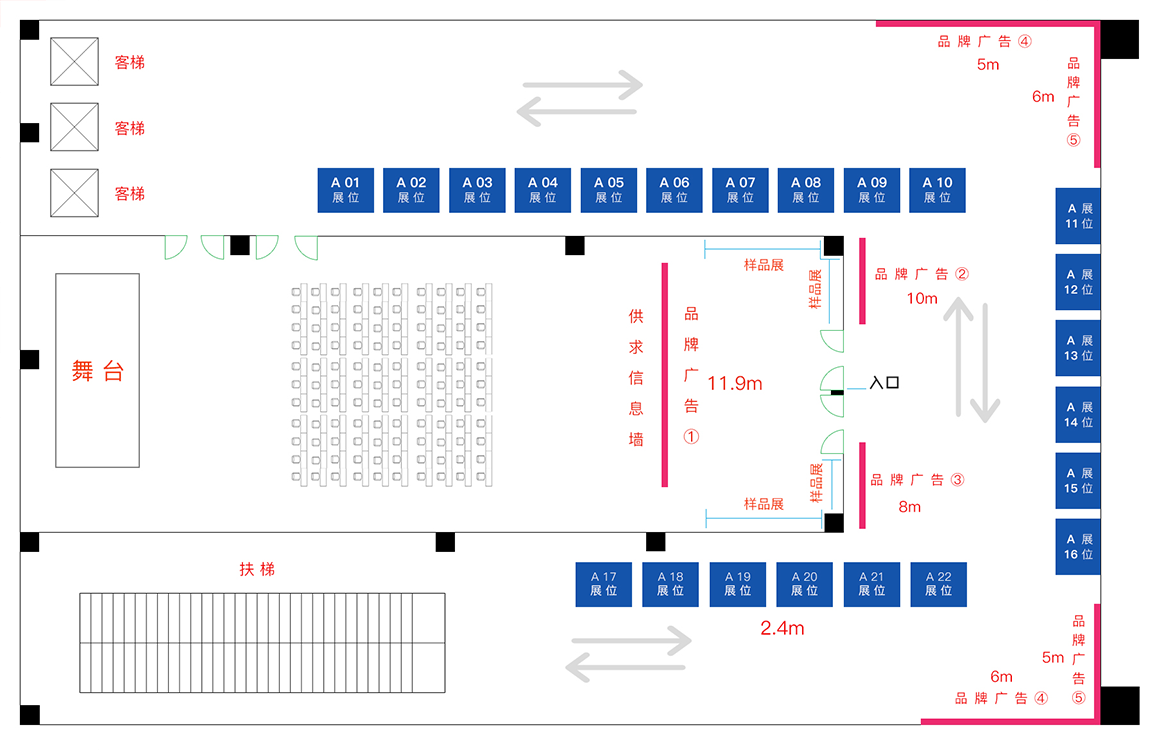 品牌广告④
5m
客梯
品牌广告⑤
6m
客梯
客梯
A 01
展位
A 02
展位
A 03
展位
A 04
展位
A 05
展位
A 06
展位
A 07
展位
A 08
展位
A 09
展位
A 10
展位
A 展
11 位
A 展
12 位
A 展
13 位
A 展
14 位
A 展
15 位
A 展
16 位
样品展
样品展
品牌广告②
10m
舞台
供求信息墙
品牌广告①
11.9m
入口
样品展
样品展
品牌广告③
8m
扶梯
A 17
展位
A 18
展位
A 19
展位
A 20
展位
A 21
展位
A 22
展位
2.4m
品牌广告⑤
5m
6m
品牌广告④